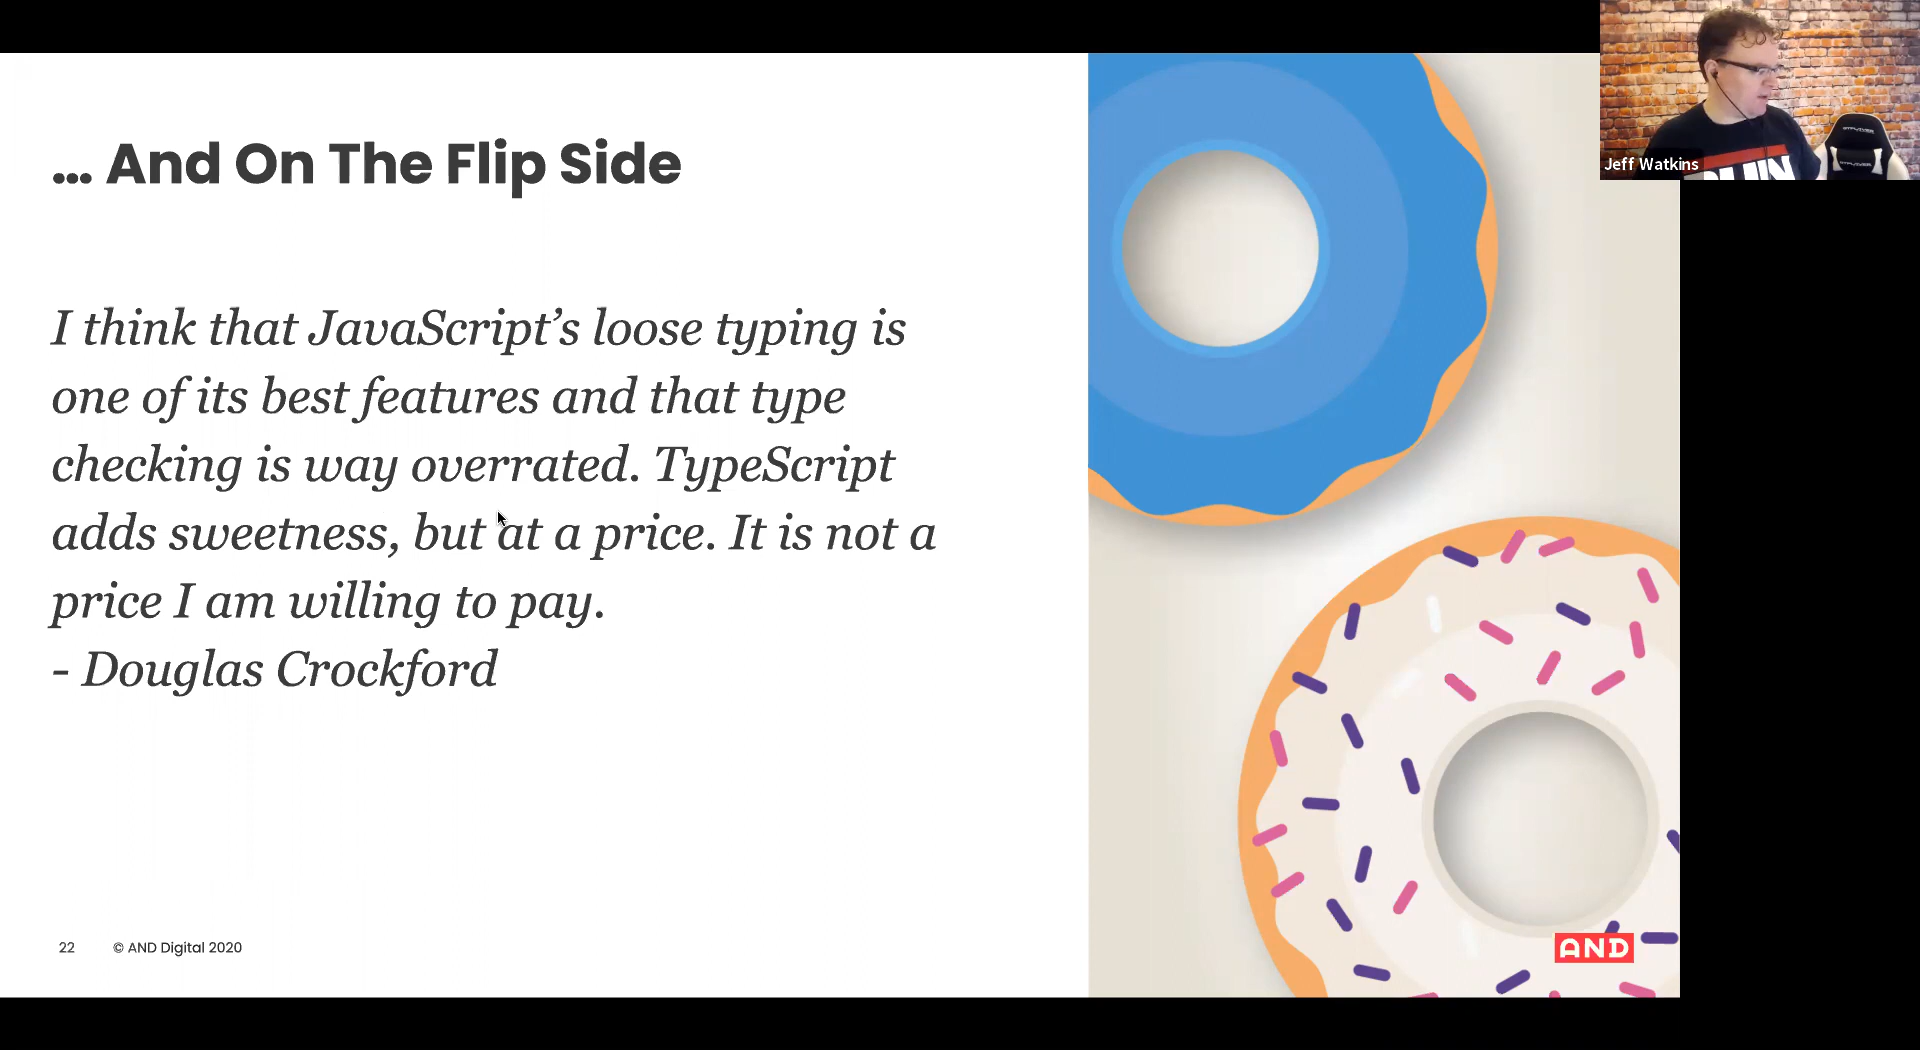 ... And On The Flip Side
I think that JavaScript’s loose typing is
one of its best features and that type
checking is way overrated. TypeScript
adds sweetness, but at a price. It is not a
price I am willing to pay.
- Douglas Crockford
22 © AND Digital 2020
AND
Jeff Watkins